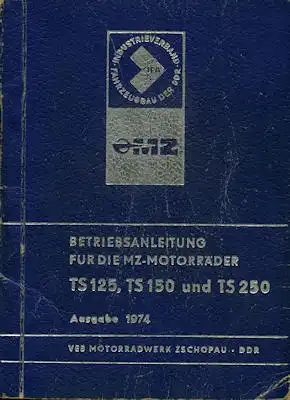 INDUSTRIEVERBAND
FAHRZEUGBAU DER DDR
IFA
MZ
BETRIEBSANLEITUNG
FÜR DIE MZ-MOTORRÄDER
TS 125, TS 150 und TS 250
Ausgabe 1974
VEB MOTORRADWERK ZSCHOPAU · DDR